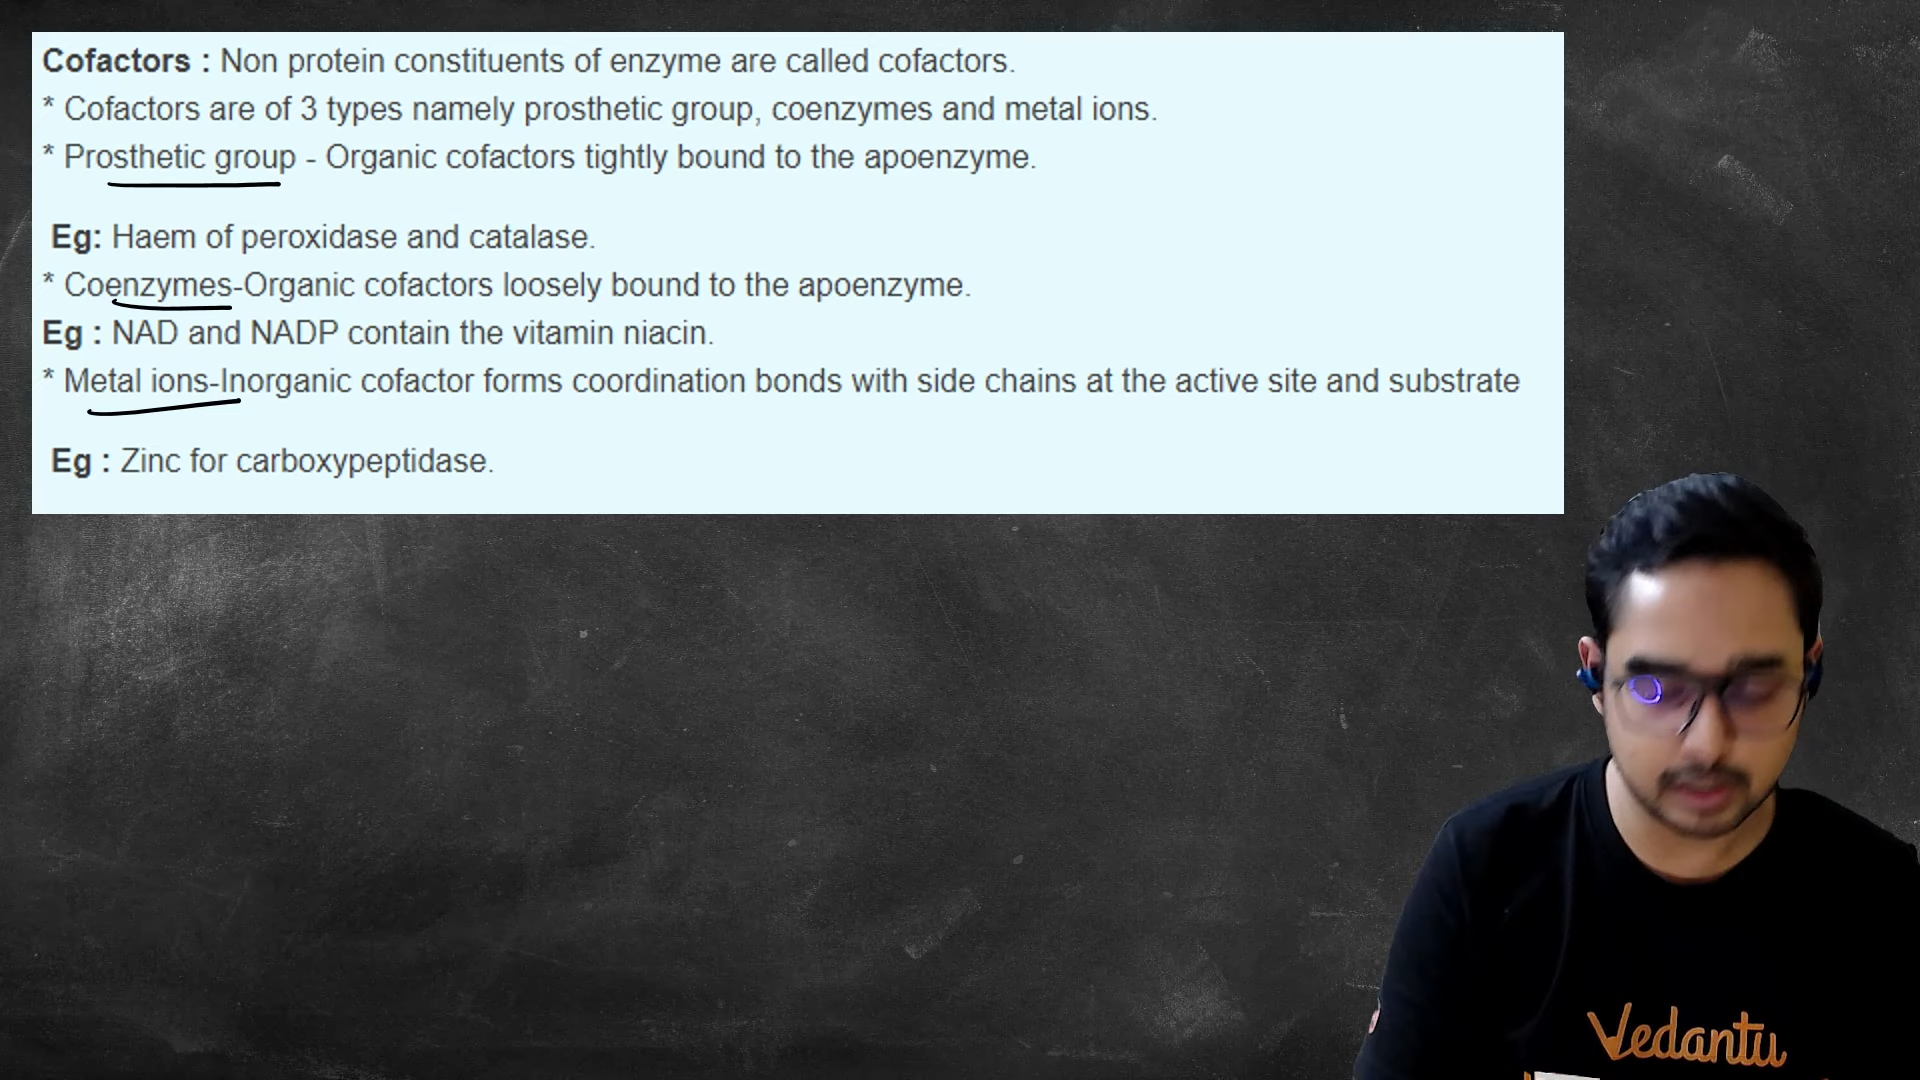 Cofactors : Non protein constituents of enzyme are called cofactors.
* Cofactors are of 3 types namely prosthetic group, coenzymes and metal ions.
* Prosthetic group - Organic cofactors tightly bound to the apoenzyme.
Eg: Haem of peroxidase and catalase.
* Coenzymes-Organic cofactors loosely bound to the apoenzyme.
Eg : NAD and NADP contain the vitamin niacin.
* Metal ions-Inorganic cofactor forms coordination bonds with side chains at the active site and substrate
Eg : Zinc for carboxypeptidase.
Vedantu